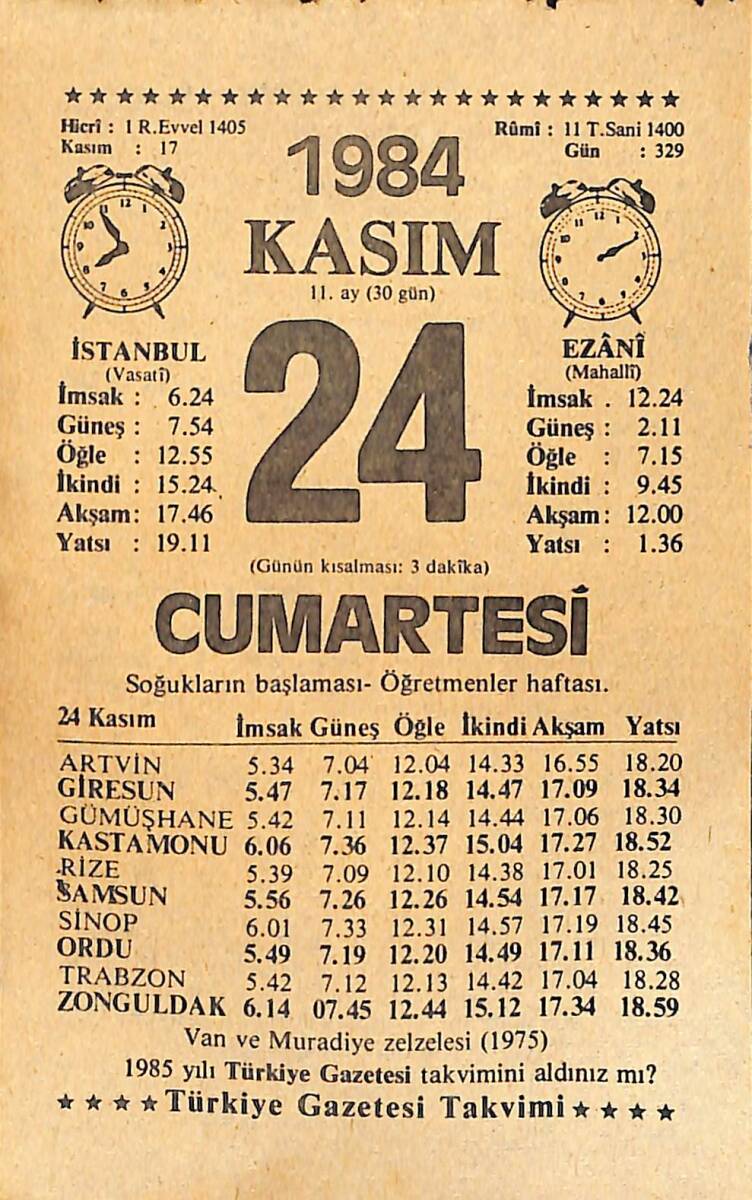 ★ ★ ★ ★ ★ ★ ★ ★ ★ ★ ★ ★ ★ ★ ★ ★ ★ ★ ★ ★ ★ ★ ★ ★
Hicrî : 1 R.Evvel 1405
Kasım : 17
Rûmî : 11 T.Sani 1400
Gün : 329
1984
KASIM
11. ay (30 gün)
24
İSTANBUL
(Vasatî)
İmsak : 6.24
Güneş : 7.54
Öğle : 12.55
İkindi : 15.24
Akşam: 17.46
Yatsı : 19.11
EZÂNÎ
(Mahallî)
İmsak . 12.24
Güneş : 2.11
Öğle : 7.15
İkindi : 9.45
Akşam: 12.00
Yatsı : 1.36
(Günün kısalması: 3 dakîka)
CUMARTESİ
Soğukların başlaması- Öğretmenler haftası.
24 Kasım İmsak Güneş Öğle İkindi Akşam Yatsı
ARTVİN 5.34 7.04 12.04 14.33 16.55 18.20
GİRESUN 5.47 7.17 12.18 14.47 17.09 18.34
GÜMÜŞHANE 5.42 7.11 12.14 14.44 17.06 18.30
KASTAMONU 6.06 7.36 12.37 15.04 17.27 18.52
RİZE 5.39 7.09 12.10 14.38 17.01 18.25
SAMSUN 5.56 7.26 12.26 14.54 17.17 18.42
SİNOP 6.01 7.33 12.31 14.57 17.19 18.45
ORDU 5.49 7.19 12.20 14.49 17.11 18.36
TRABZON 5.42 7.12 12.13 14.42 17.04 18.28
ZONGULDAK 6.14 07.45 12.44 15.12 17.34 18.59
Van ve Muradiye zelzelesi (1975)
1985 yılı Türkiye Gazetesi takvimini aldınız mı?
★ ★ ★ ★ Türkiye Gazetesi Takvimi ★ ★ ★ ★